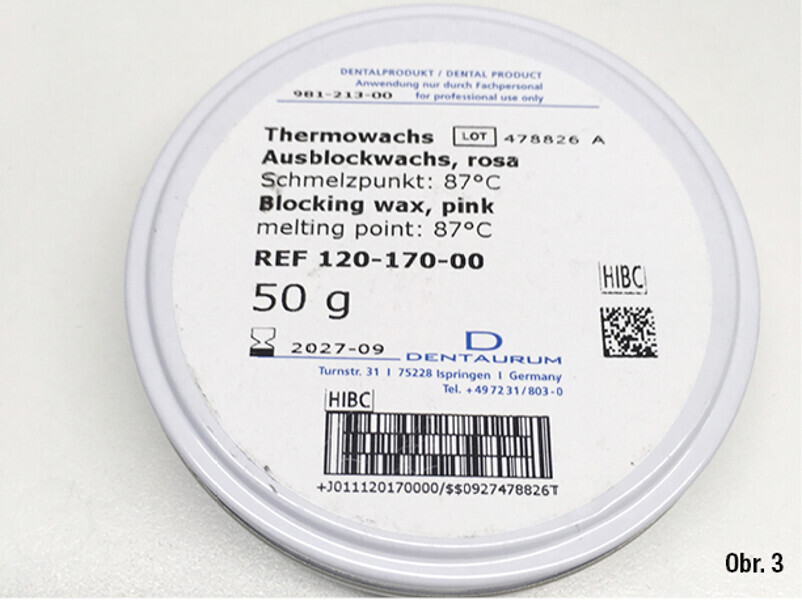 DENTALPRODUKT / DENTAL PRODUCT
Anwendung nur durch Fachpersonal
981-213-00 for professional use only
Thermowachs LOT 478826 A
Ausblockwachs, rosa
Schmelzpunkt: 87°C
Blocking wax, pink
melting point: 87°C
REF 120-170-00
50 g
HIBC
2027-09
D
DENTAURUM
Turnstr. 31 I 75228 Ispringen I Germany
Tel. +497231/803-0
HIBC
+J011120170000/$$0927478826T
Obr. 3